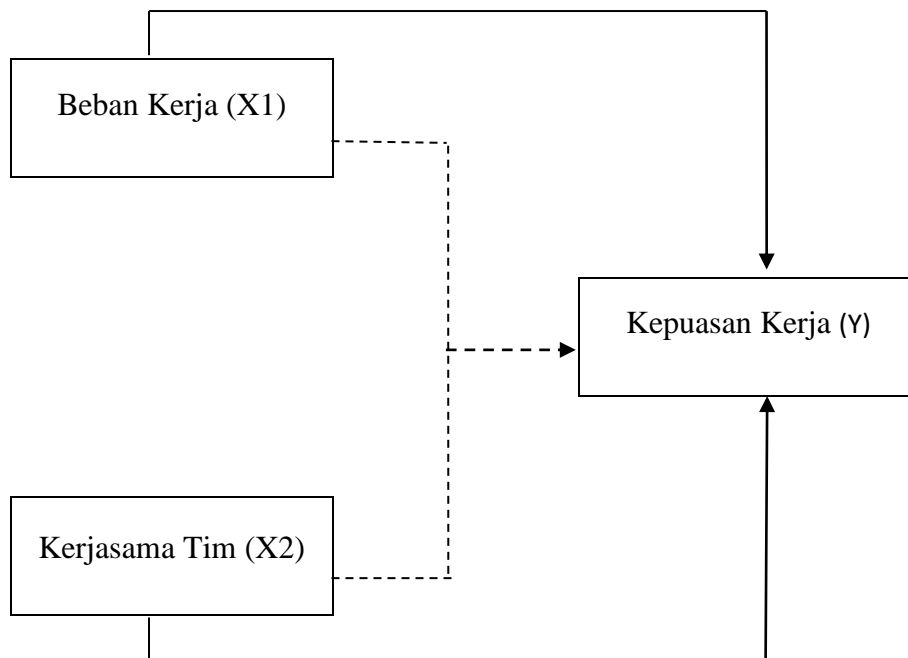 Beban Kerja (X1)
Kepuasan Kerja (Y)
Kerjasama Tim (X2)